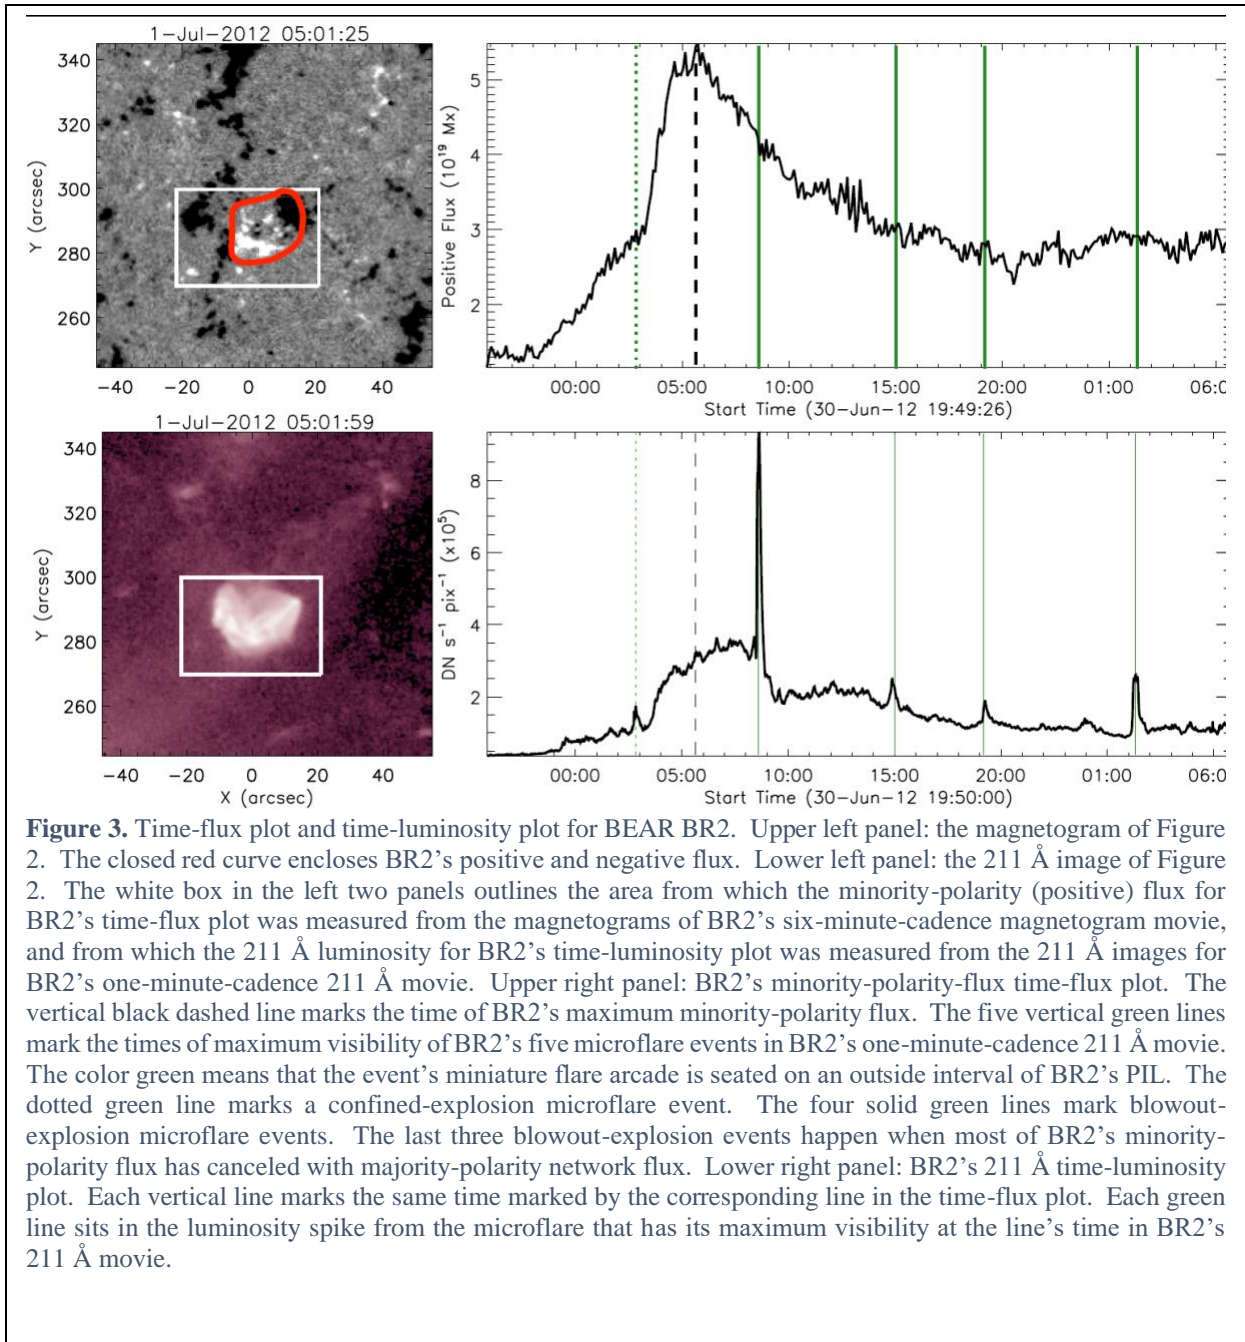 1-Jul-2012 05:01:25
340
320
300
280
260
Y (arcsec)
-40 -20 0 20 40
5
4
3
2
Positive Flux (10^19 Mx)
00:00 05:00 10:00 15:00 20:00 01:00 06:0
Start Time (30-Jun-12 19:49:26)
1-Jul-2012 05:01:59
340
320
300
280
260
Y (arcsec)
-40 -20 0 20 40
X (arcsec)
8
6
4
2
DN s^-1 pix^-1 (x10^5)
00:00 05:00 10:00 15:00 20:00 01:00 06:0
Start Time (30-Jun-12 19:50:00)
Figure 3. Time-flux plot and time-luminosity plot for BEAR BR2. Upper left panel: the magnetogram of Figure
2. The closed red curve encloses BR2's positive and negative flux. Lower left panel: the 211 Å image of Figure
2. The white box in the left two panels outlines the area from which the minority-polarity (positive) flux for
BR2's time-flux plot was measured from the magnetograms of BR2's six-minute-cadence magnetogram movie,
and from which the 211 Å luminosity for BR2's time-luminosity plot was measured from the 211 Å images for
BR2's one-minute-cadence 211 Å movie. Upper right panel: BR2's minority-polarity-flux time-flux plot. The
vertical black dashed line marks the time of BR2's maximum minority-polarity flux. The five vertical green lines
mark the times of maximum visibility of BR2's five microflare events in BR2's one-minute-cadence 211 Å movie.
The color green means that the event's miniature flare arcade is seated on an outside interval of BR2's PIL. The
dotted green line marks a confined-explosion microflare event. The four solid green lines mark blowout-
explosion microflare events. The last three blowout-explosion events happen when most of BR2's minority-
polarity flux has canceled with majority-polarity network flux. Lower right panel: BR2's 211 Å time-luminosity
plot. Each vertical line marks the same time marked by the corresponding line in the time-flux plot. Each green
line sits in the luminosity spike from the microflare that has its maximum visibility at the line's time in BR2's
211 Å movie.